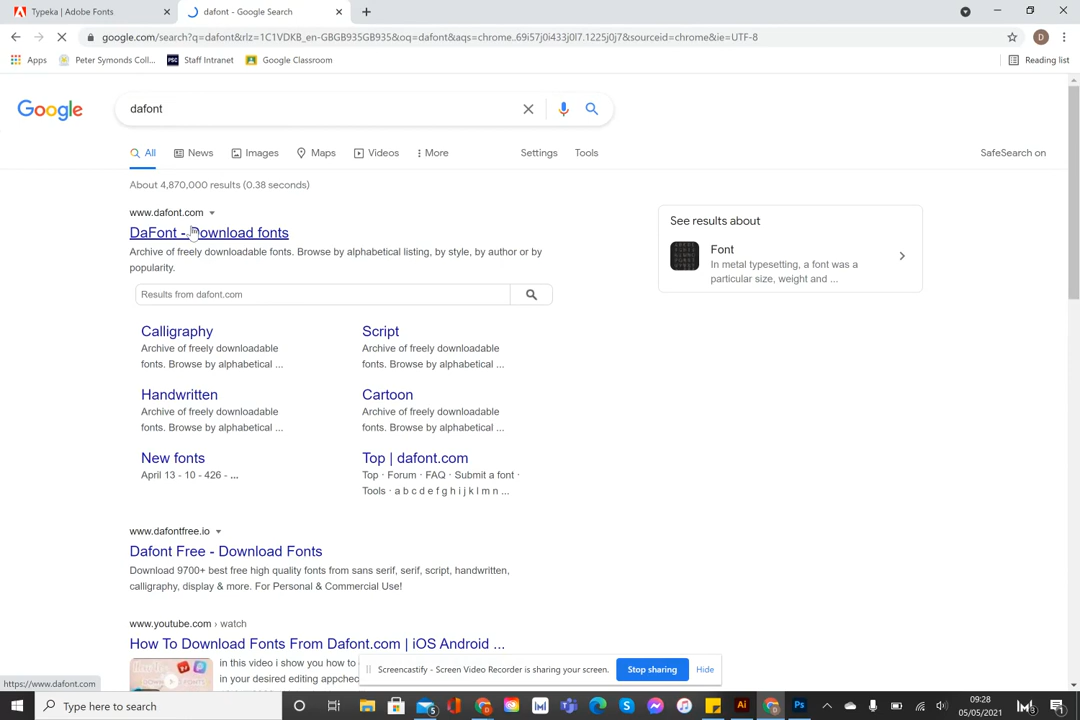 Typeka | Adobe Fonts
dafont - Google Search
google.com/search?q=dafont&rlz=1C1VDKB_en-GBGB935GB935&oq=dafont&aqs=chrome..69i57j0i433j0l7.1225j0j7&sourceid=chrome&ie=UTF-8
Apps
Peter Symonds Coll...
Staff Intranet
Google Classroom
Reading list
Google
dafont
All
News
Images
Maps
Videos
More
Settings
Tools
SafeSearch on
About 4,870,000 results (0.38 seconds)
www.dafont.com
DaFont - Download fonts
Archive of freely downloadable fonts. Browse by alphabetical listing, by style, by author or by
popularity.
Results from dafont.com
See results about
Font
In metal typesetting, a font was a
particular size, weight and ...
Calligraphy
Archive of freely downloadable
fonts. Browse by alphabetical ...
Script
Archive of freely downloadable
fonts. Browse by alphabetical ...
Handwritten
Archive of freely downloadable
fonts. Browse by alphabetical ...
Cartoon
Archive of freely downloadable
fonts. Browse by alphabetical ...
New fonts
April 13 - 10 - 426 - ...
Top | dafont.com
Top · Forum · FAQ · Submit a font ·
Tools · a b c d e f g h i j k l m n ...
www.dafontfree.io
Dafont Free - Download Fonts
Download 9700+ best free high quality fonts from sans serif, serif, script, handwritten,
calligraphy, display & more. For Personal & Commercial Use!
www.youtube.com › watch
How To Download Fonts From Dafont.com | iOS Android ...
in this video i show you how to
in your desired editing appcheck
Screencastify - Screen Video Recorder is sharing your screen.
Stop sharing
Hide
https://www.dafont.com
Type here to search
09:28
05/05/2021